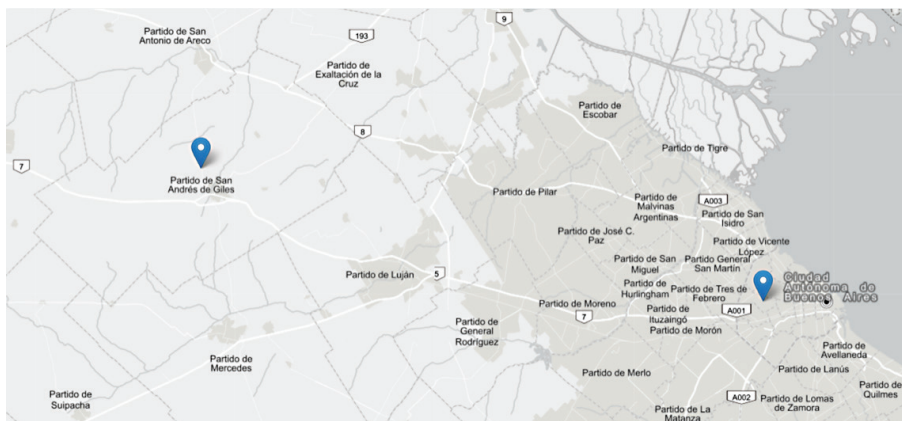 9
Partido de San
Antonio de Areco
193
Partido de
Exaltación de la
Cruz
Partido de
Escobar
8
Partido de Tigre
7
Partido de San
Andrés de Giles
Partido de Pilar
A003
Partido de
Malvinas
Argentinas
Partido de San
Isidro
Partido de José C.
Paz
Partido de Vicente
López
Partido de San
Miguel
Partido General
San Martín
Partido de Luján
5
Ciudad
Autónoma de
Buenos Aires
Partido de
Hurlingham
Partido de Tres de
Febrero
Partido de Moreno
7
Partido de
Ituzaingó
A001
Partido de
General
Rodríguez
Partido de Morón
Partido de
Avellaneda
Partido de
Mercedes
Partido de Merlo
Partido de Lanús
Partido de
Quilmes
Partido de
Suipacha
A002
Partido de Lomas
de Zamora
Partido de La
Matanza